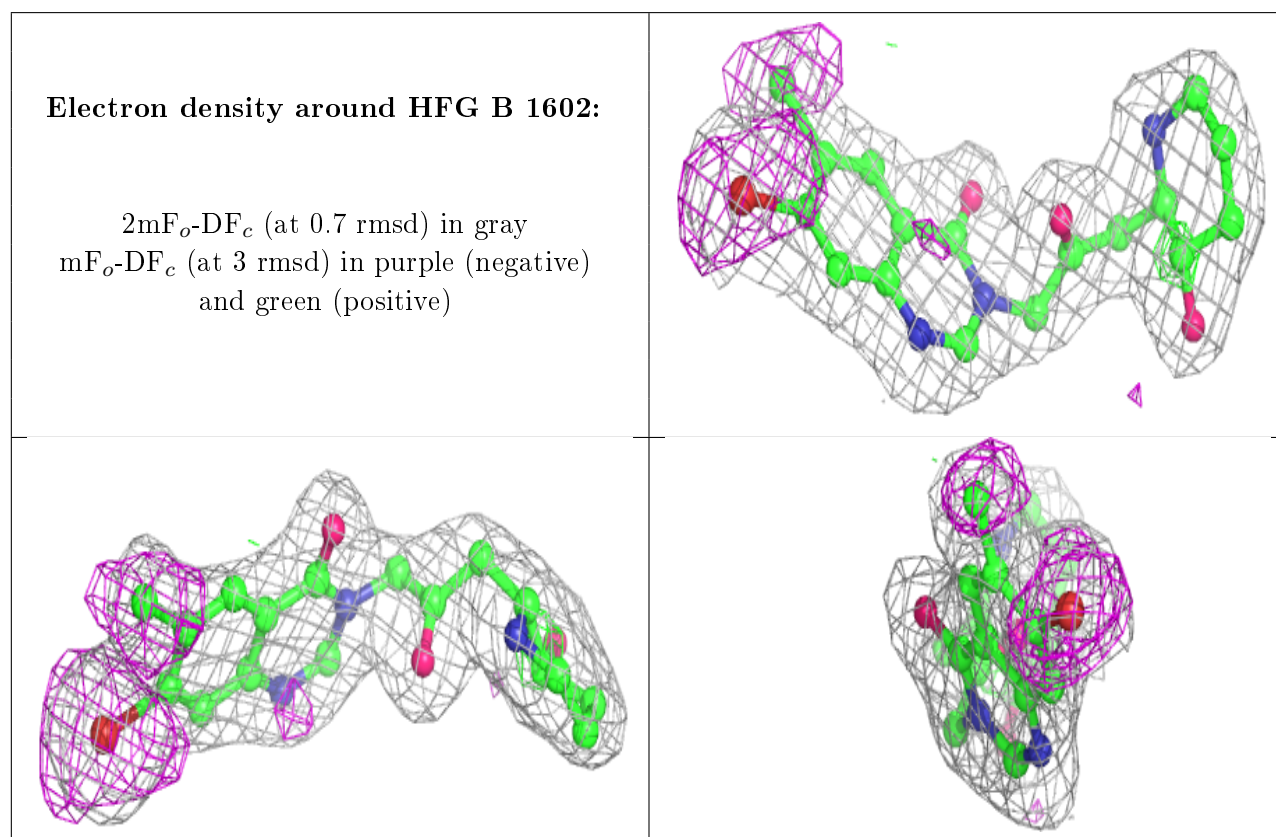 Electron density around HFG B 1602:
2mFo-DFc (at 0.7 rmsd) in gray
mFo-DFc (at 3 rmsd) in purple (negative)
and green (positive)